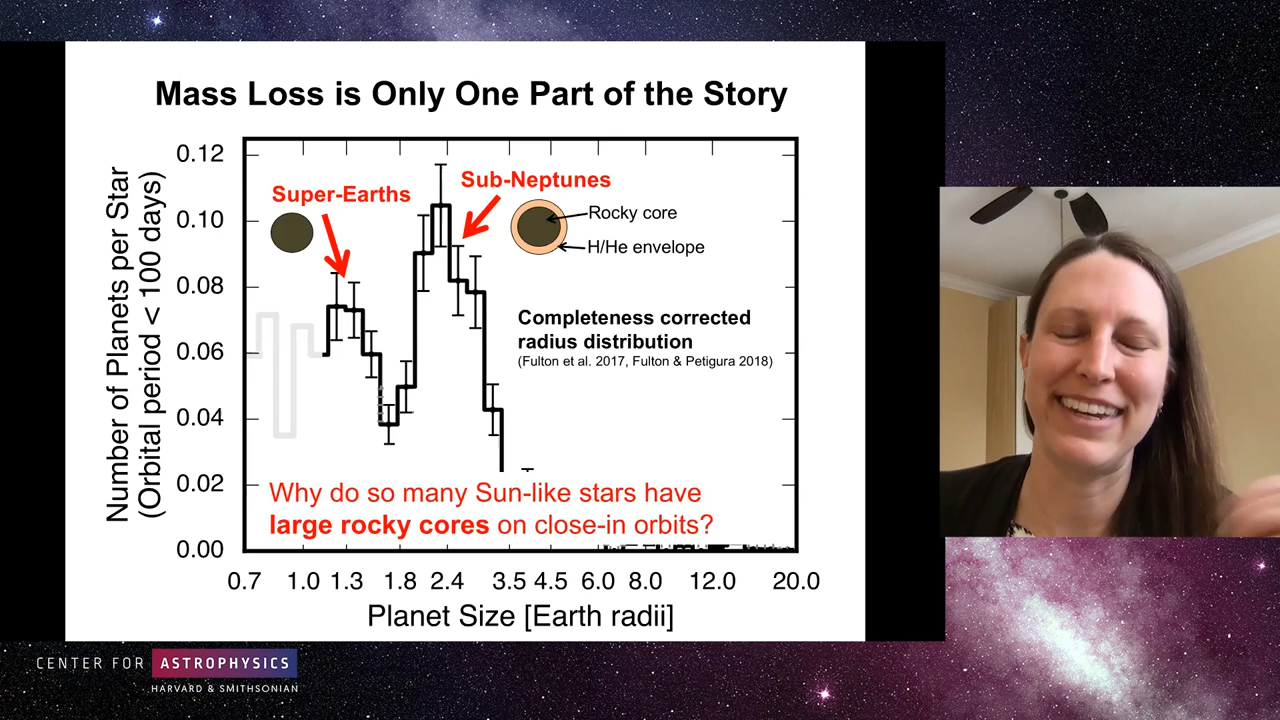 Mass Loss is Only One Part of the Story
Number of Planets per Star
(Orbital period < 100 days)
0.12
0.10
0.08
0.06
0.04
0.02
0.00
Super-Earths
Sub-Neptunes
Rocky core
H/He envelope
Completeness corrected
radius distribution
(Fulton et al. 2017, Fulton & Petigura 2018)
Why do so many Sun-like stars have
large rocky cores on close-in orbits?
0.7 1.0 1.3 1.8 2.4 3.5 4.5 6.0 8.0 12.0 20.0
Planet Size [Earth radii]
CENTER FOR ASTROPHYSICS
HARVARD & SMITHSONIAN